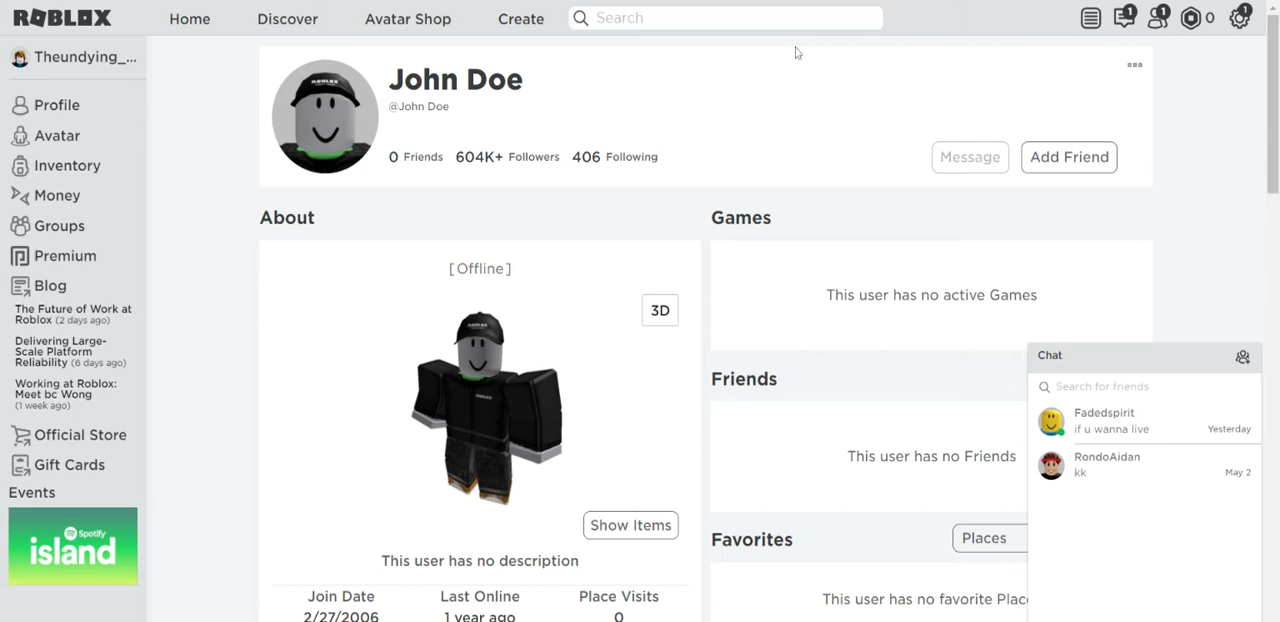 ROBLOX
Home
Discover
Avatar Shop
Create
Search
1
1
0
1
Theundying_...
Profile
Avatar
Inventory
Money
Groups
Premium
Blog
The Future of Work at
Roblox (2 days ago)
Delivering Large-
Scale Platform
Reliability (6 days ago)
Working at Roblox:
Meet bc Wong
(1 week ago)
Official Store
Gift Cards
Events
Spotify
island
John Doe
@John Doe
0 Friends 604K+ Followers 406 Following
Message
Add Friend
About
[ Offline ]
3D
ROBLOX
Show Items
This user has no description
Join Date
2/27/2006
Last Online
1 year ago
Place Visits
0
Games
This user has no active Games
Friends
This user has no Friends
Favorites
Places
This user has no favorite Plac
Chat
Search for friends
Fadedspirit
if u wanna live
Yesterday
RondoAidan
kk
May 2